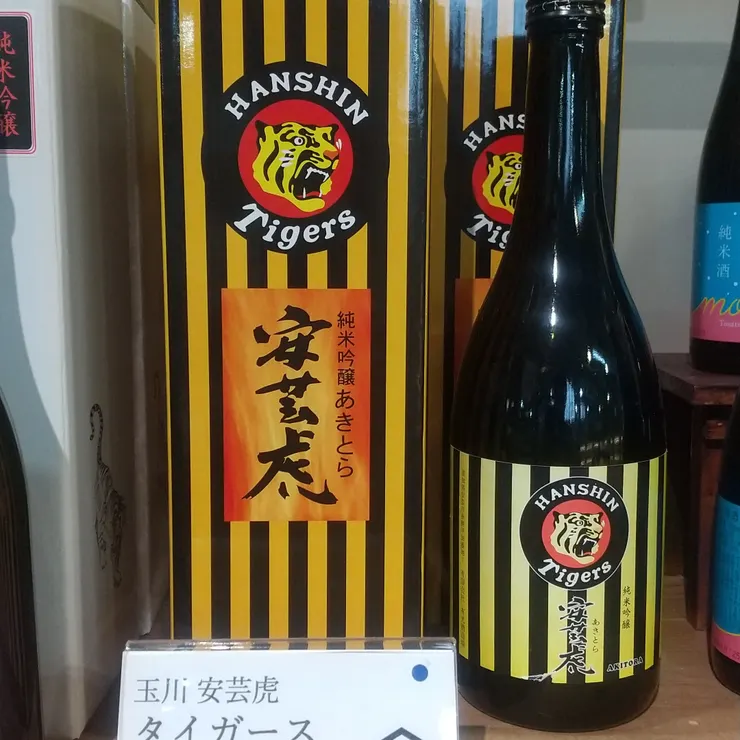 純米吟醸
HANSHIN
Tigers
純米吟醸あきとら
安芸虎
HANSHIN
Tig
HANSHIN
Tigers
純米吟醸
あきとら
安芸虎
AKITORA
純米酒
mo
玉川 安芸虎
タイガース